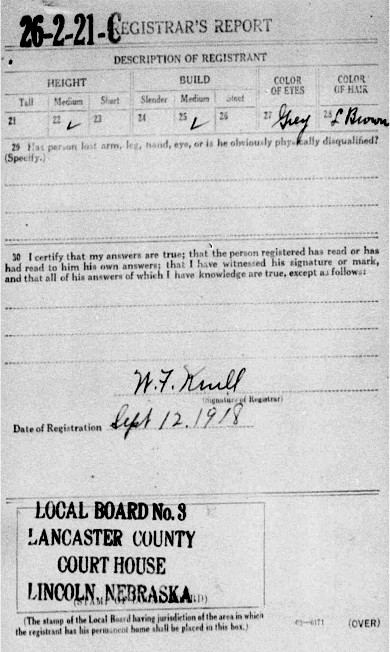 26-2-21-C REGISTRAR'S REPORT
DESCRIPTION OF REGISTRANT
HEIGHT BUILD COLOR OF EYES COLOR OF HAIR
Tall Medium Short Slender Medium Stout
21 22 ✓ 23 24 25 ✓ 26 27 Grey 28 L Brown
29 Has person lost arm, leg, hand, eye, or is he obviously physically disqualified?
(Specify.)
30 I certify that my answers are true; that the person registered has read or has
had read to him his own answers; that I have witnessed his signature or mark,
and that all of his answers of which I have knowledge are true, except as follows:
W. F.
(Signature of Registrar)
Date of Registration Sept 12. 1918
LOCAL BOARD No. 3
LANCASTER COUNTY
COURT HOUSE
LINCOLN, NEBRASKA
(The stamp of the Local Board having jurisdiction of the area in which
the registrant has his permanent home shall be placed in this box.)
(OVER)